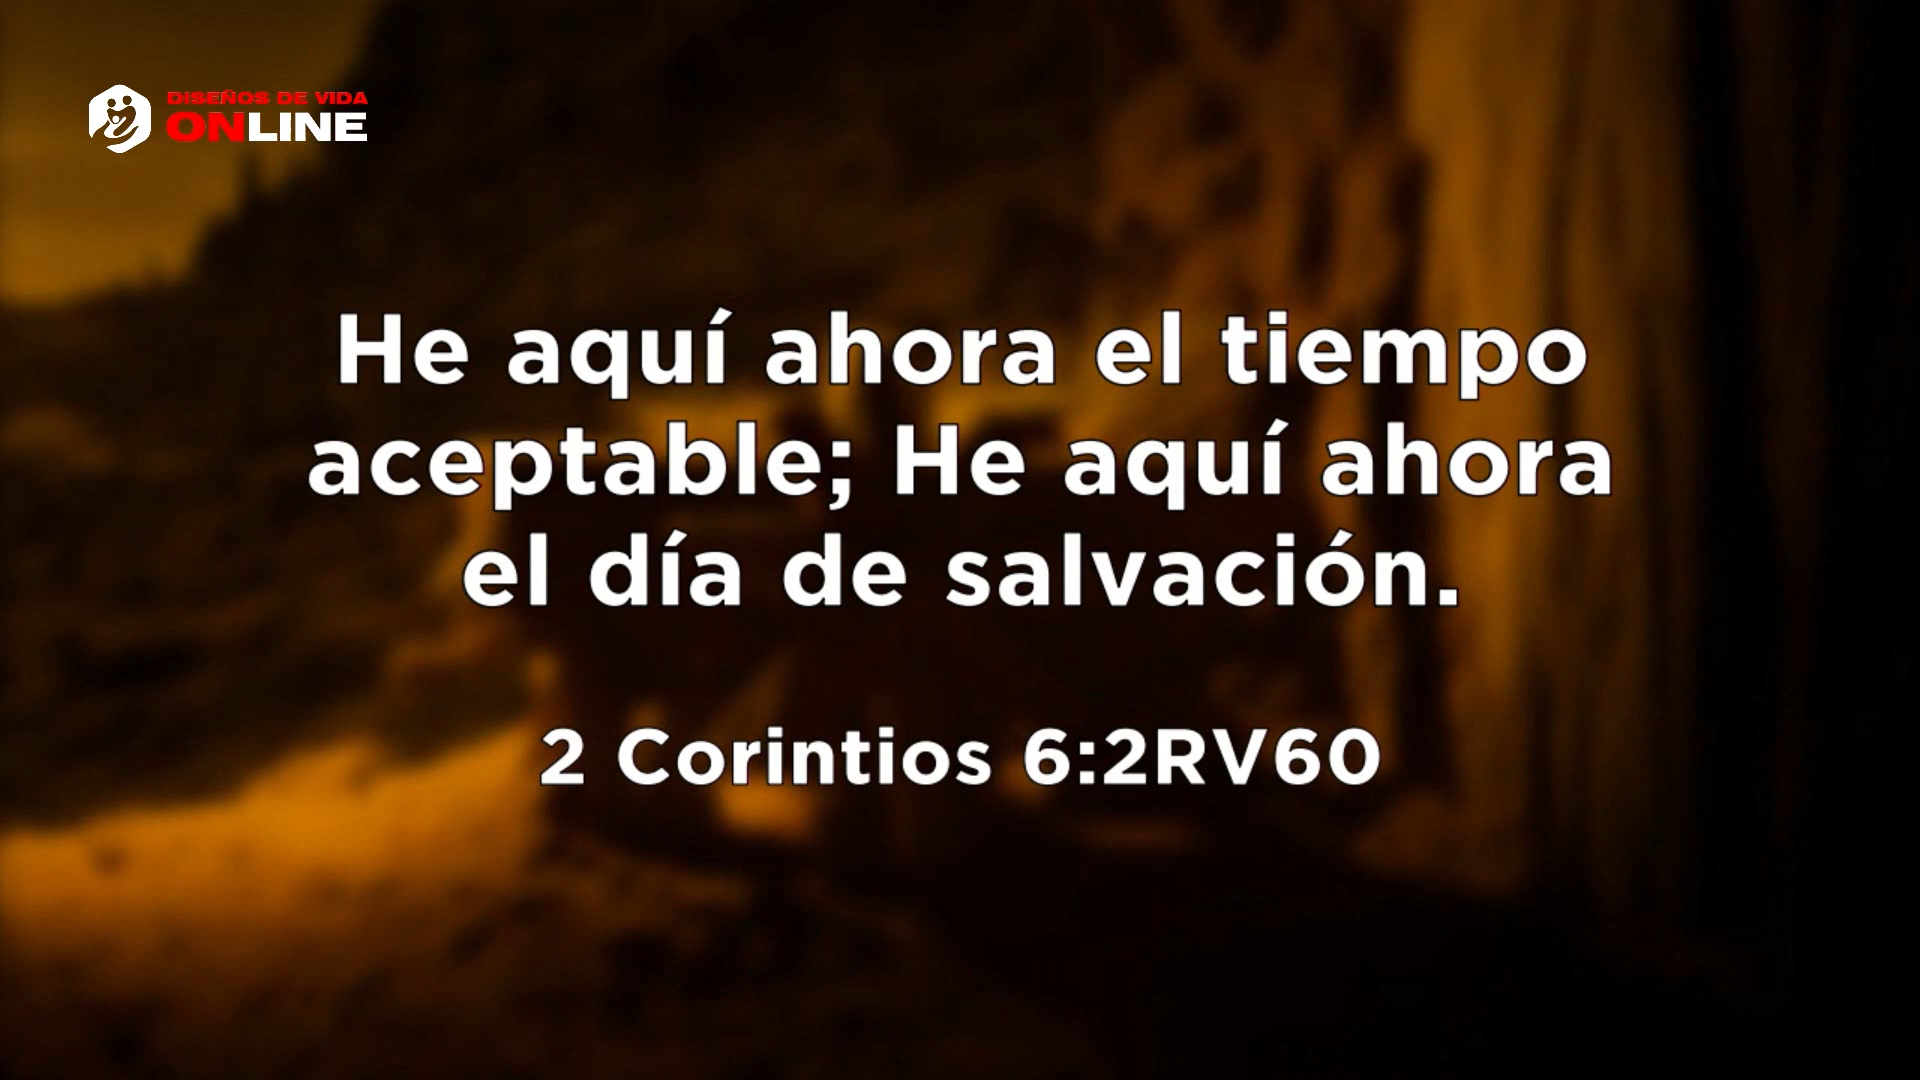 DISEÑOS DE VIDA
ONLINE
He aquí ahora el tiempo
aceptable; He aquí ahora
el día de salvación.
2 Corintios 6:2RV60